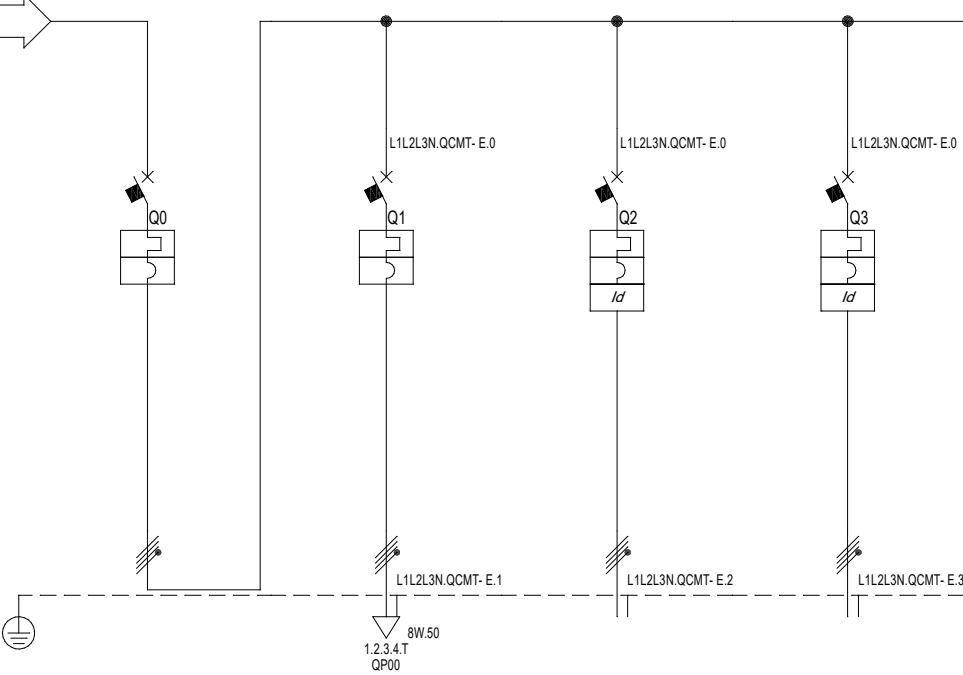 L1L2L3N.QCMT- E.0
L1L2L3N.QCMT- E.0
L1L2L3N.QCMT- E.0
Q0
Q1
Q2
Q3
Id
Id
L1L2L3N.QCMT- E.1
L1L2L3N.QCMT- E.2
L1L2L3N.QCMT- E.3
8W.50
1.2.3.4.T
QP00